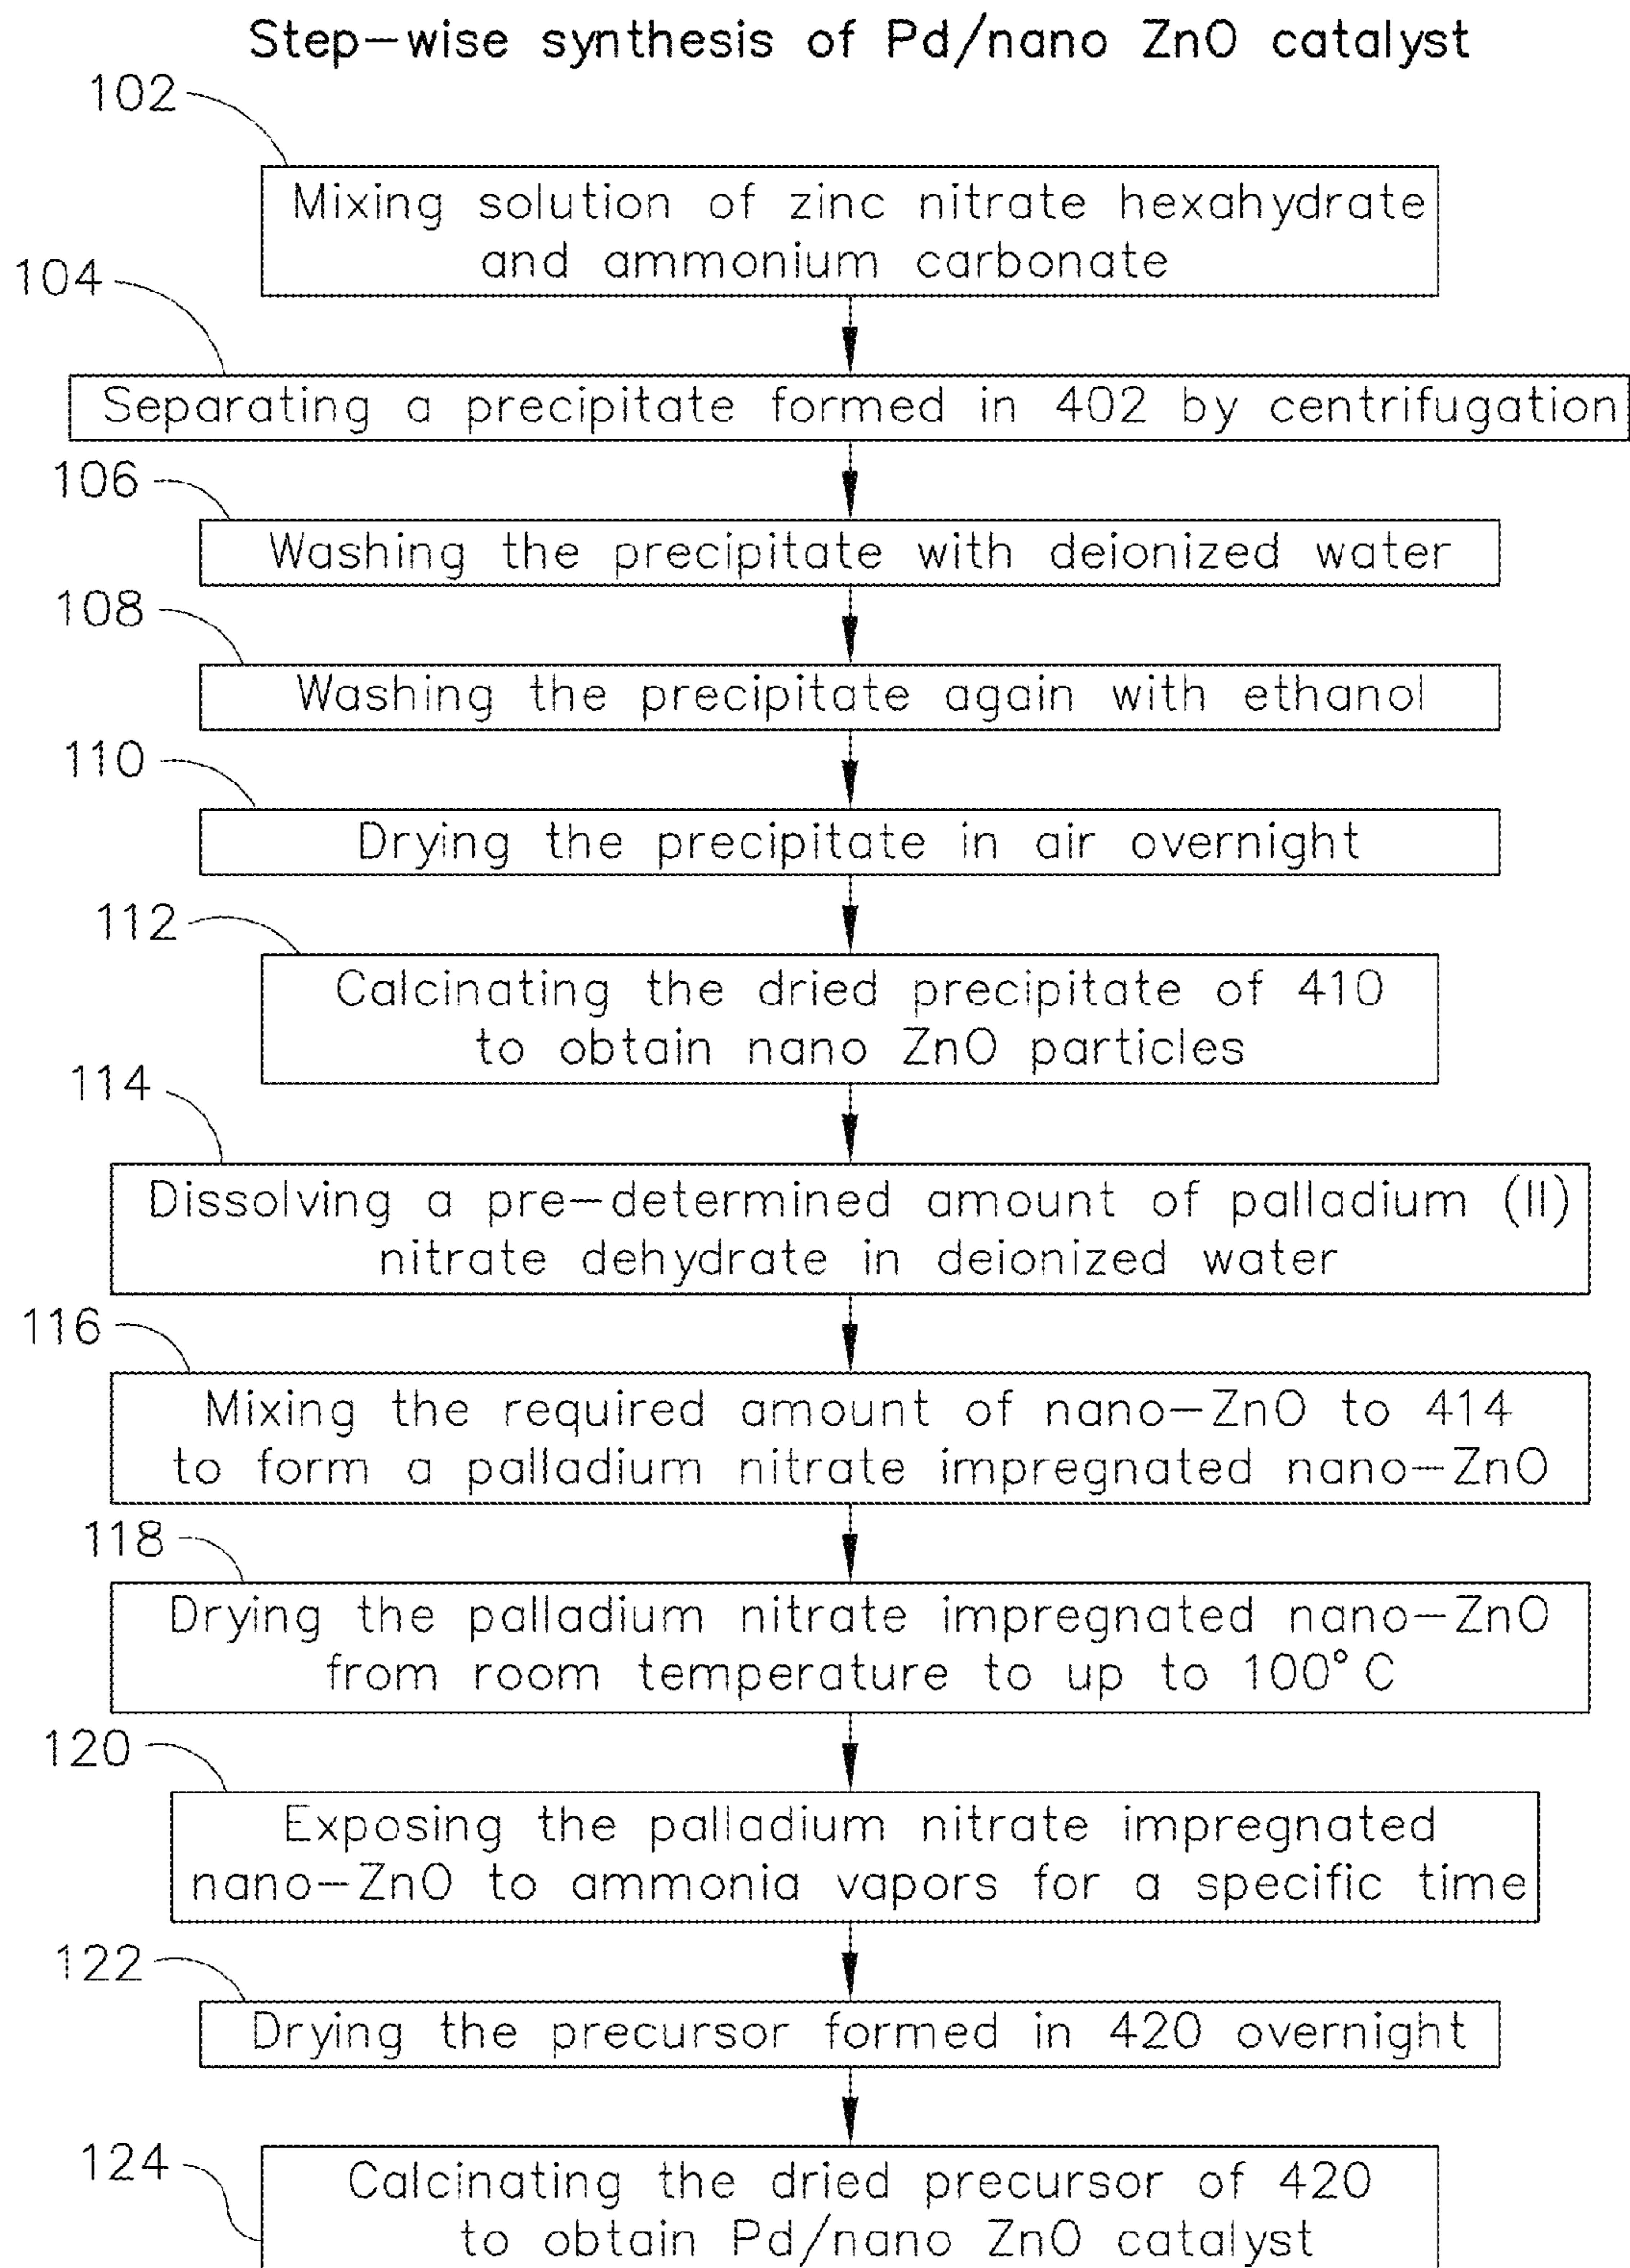 Step-wise synthesis of Pd/nano ZnO catalyst
102
Mixing solution of zinc nitrate hexahydrate
and ammonium carbonate
104
Separating a precipitate formed in 402 by centrifugation
106
Washing the precipitate with deionized water
108
Washing the precipitate again with ethanol
110
Drying the precipitate in air overnight
112
Calcinating the dried precipitate of 410
to obtain nano ZnO particles
114
Dissolving a pre-determined amount of palladium (II)
nitrate dehydrate in deionized water
116
Mixing the required amount of nano-ZnO to 414
to form a palladium nitrate impregnated nano-ZnO
118
Drying the palladium nitrate impregnated nano-ZnO
from room temperature to up to 100°C
120
Exposing the palladium nitrate impregnated
nano-ZnO to ammonia vapors for a specific time
122
Drying the precursor formed in 420 overnight
124
Calcinating the dried precursor of 420
to obtain Pd/nano ZnO catalyst